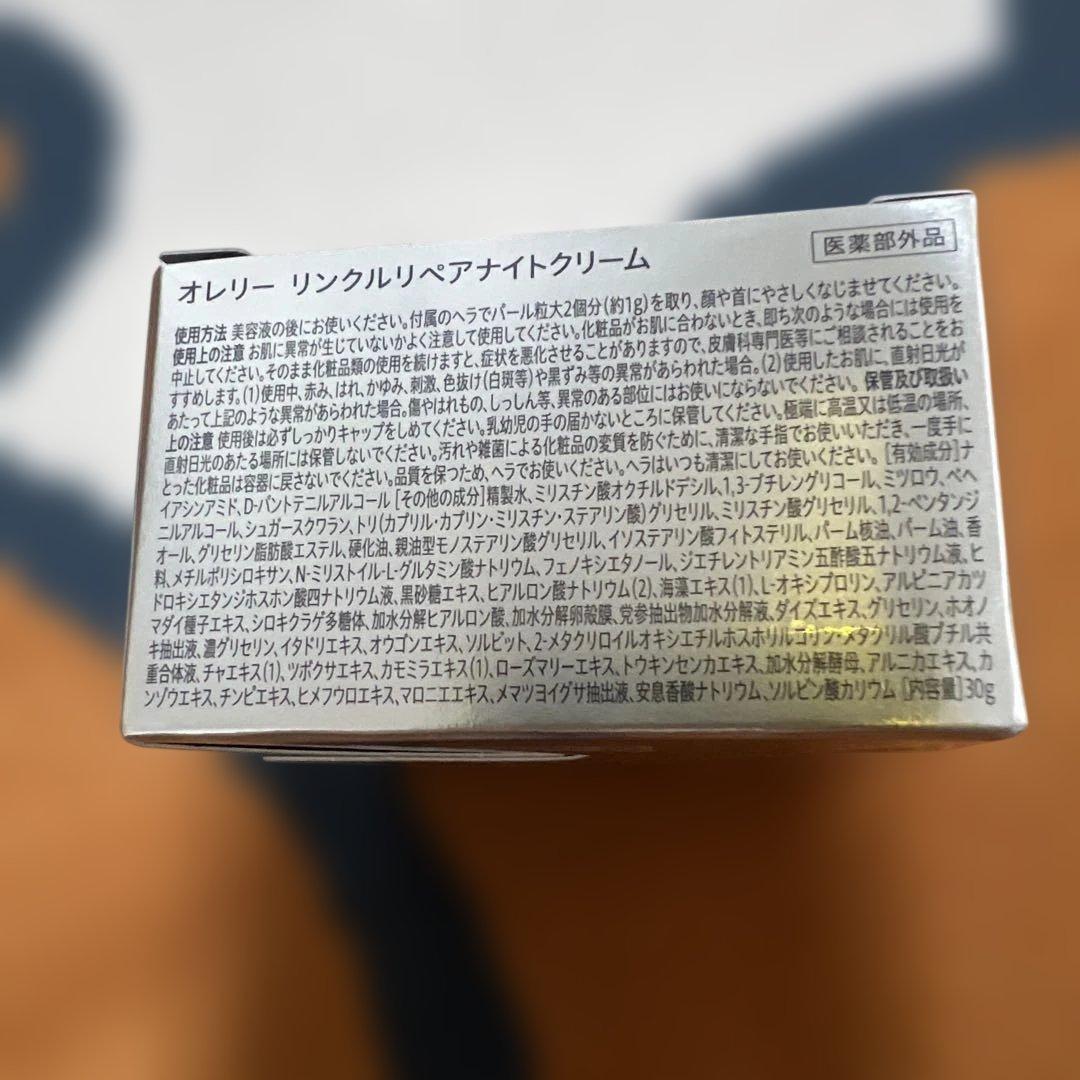 オレリー リンクルリペアナイトクリーム
医薬部外品
使用方法 美容液の後にお使いください。付属のヘラでパール粒大2個分(約1g)を取り、顔や首にやさしくなじませてください。
使用上の注意 お肌に異常が生じていないかよく注意して使用してください。化粧品がお肌に合わないとき、即ち次のような場合には使用を
中止してください。そのまま化粧品類の使用を続けますと、症状を悪化させることがありますので、皮膚科専門医等にご相談されることをお
すすめします。(1)使用中、赤み、はれ、かゆみ、刺激、色抜け(白斑等)や黒ずみ等の異常があらわれた場合。(2)使用したお肌に、直射日光が
あたって上記のような異常があらわれた場合。傷やはれもの、しっしん等、異常のある部位にはお使いにならないでください。保管及び取扱い
上の注意 使用後は必ずしっかりキャップをしめてください。乳幼児の手の届かないところに保管してください。極端に高温又は低温の場所、
直射日光のあたる場所には保管しないでください。汚れや雑菌による化粧品の変質を防ぐために、清潔な手指でお使いいただき、一度手に
とった化粧品は容器に戻さないでください。品質を保つため、ヘラでお使いください。ヘラはいつも清潔にしてお使いください。[有効成分]ナ
イアシンアミド、D-パントテニルアルコール [その他の成分]精製水、ミリスチン酸オクチルドデシル、1,3-ブチレングリコール、ミツロウ、ベヘ
ニルアルコール、シュガースクワラン、トリ(カプリル・カプリン・ミリスチン・ステアリン酸)グリセリル、ミリスチン酸グリセリル、1,2-ペンタンジ
オール、グリセリン脂肪酸エステル、硬化油、親油型モノステアリン酸グリセリル、イソステアリン酸フィトステリル、パーム核油、パーム油、香
料、メチルポリシロキサン、N-ミリストイル-L-グルタミン酸ナトリウム、フェノキシエタノール、ジエチレントリアミン五酢酸五ナトリウム液、ヒ
ドロキシエタンジホスホン酸四ナトリウム液、黒砂糖エキス、ヒアルロン酸ナトリウム(2)、海藻エキス(1)、L-オキシプロリン、アルピニアカツ
マダイ種子エキス、シロキクラゲ多糖体、加水分解ヒアルロン酸、加水分解卵殻膜、党参抽出物加水分解液、ダイズエキス、グリセリン、ホオノ
キ抽出液、濃グリセリン、イタドリエキス、オウゴンエキス、ソルビット、2-メタクリロイルオキシエチルホスホリルコリン・メタクリル酸ブチル共
重合体液、チャエキス(1)、ツボクサエキス、カモミラエキス(1)、ローズマリーエキス、トウキンセンカエキス、加水分解酵母、アルニカエキス、カ
ンゾウエキス、チンピエキス、ヒメフウロエキス、マロニエエキス、メマツヨイグサ抽出液、安息香酸ナトリウム、ソルビン酸カリウム [内容量]30g